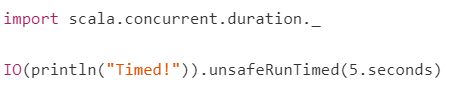 import scala.concurrent.duration._
IO(println("Timed!")).unsafeRunTimed(5.seconds)